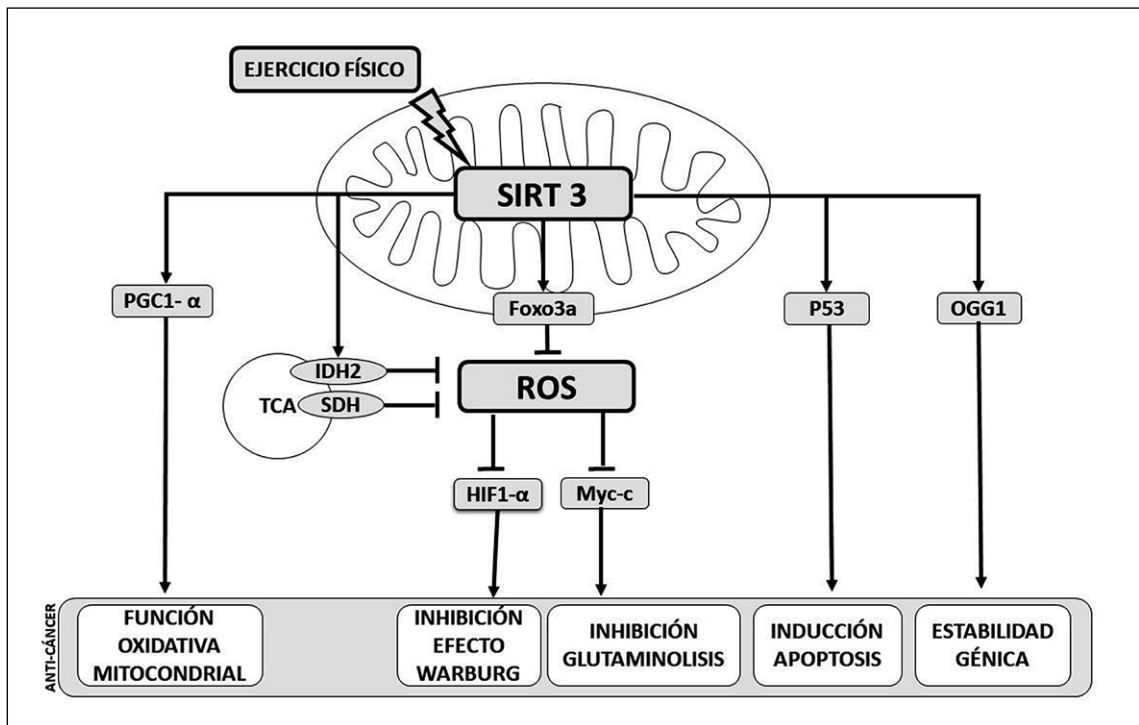 EJERCICIO FÍSICO
SIRT 3
PGC1- α
Foxo3a
P53
OGG1
IDH2
TCA
SDH
ROS
HIF1-α
Myc-c
ANTI-CÁNCER
FUNCIÓN
OXIDATIVA
MITOCONDRIAL
INHIBICIÓN
EFECTO
WARBURG
INHIBICIÓN
GLUTAMINOLISIS
INDUCCIÓN
APOPTOSIS
ESTABILIDAD
GÉNICA